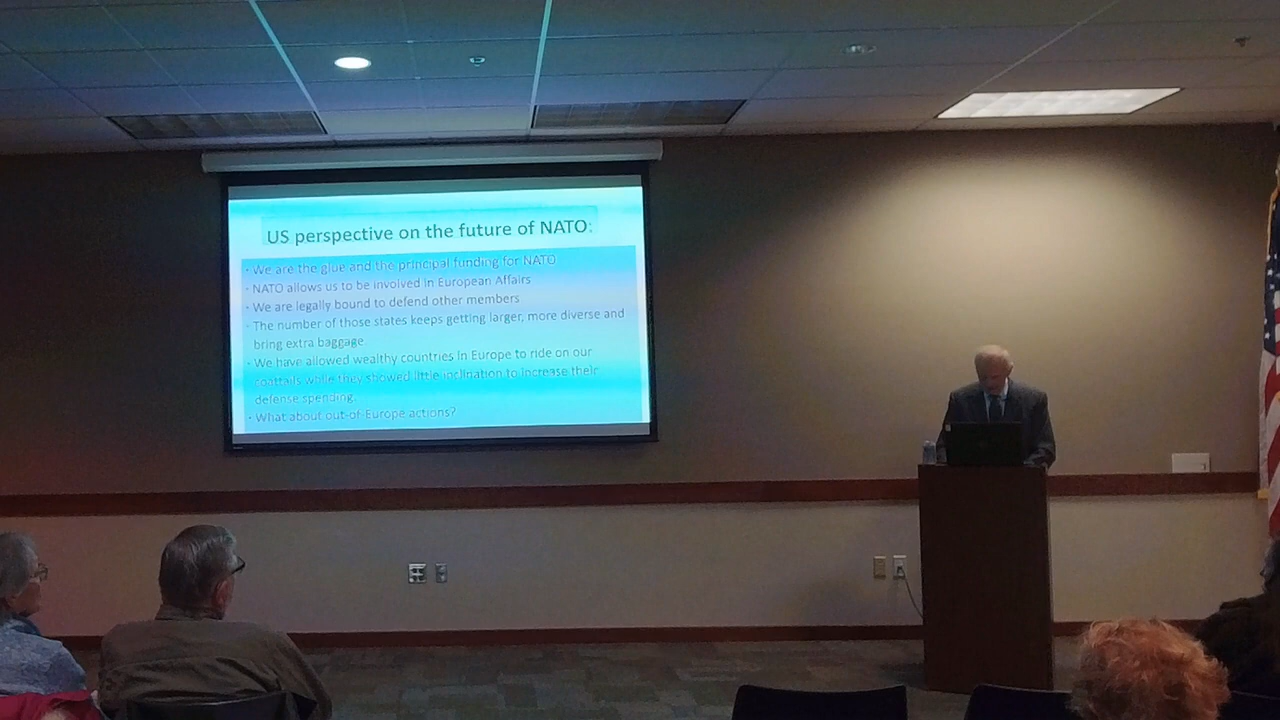 US perspective on the future of NATO:
• We are the glue and the principal funding for NATO
• NATO allows us to be involved in European Affairs
• We are legally bound to defend other members
• The number of those states keeps getting larger, more diverse and
bring extra baggage.
• We have allowed wealthy countries in Europe to ride on our
coattails while they showed little inclination to increase their
defense spending.
• What about out-of-Europe actions?